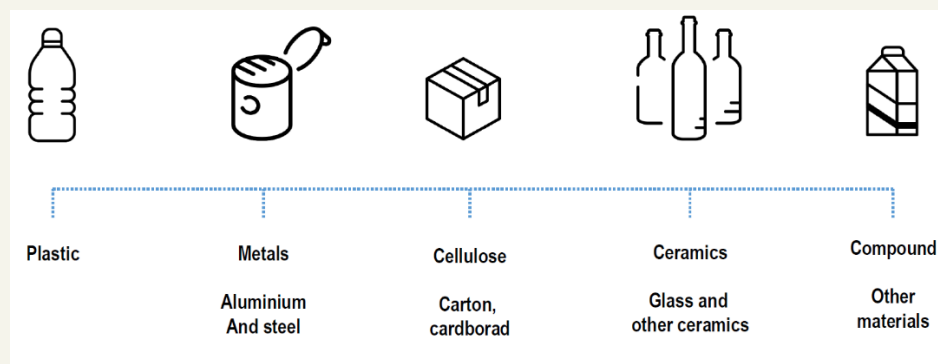 Plastic
Metals
Cellulose
Ceramics
Compound
Aluminium
And steel
Carton,
cardborad
Glass and
other ceramics
Other
materials